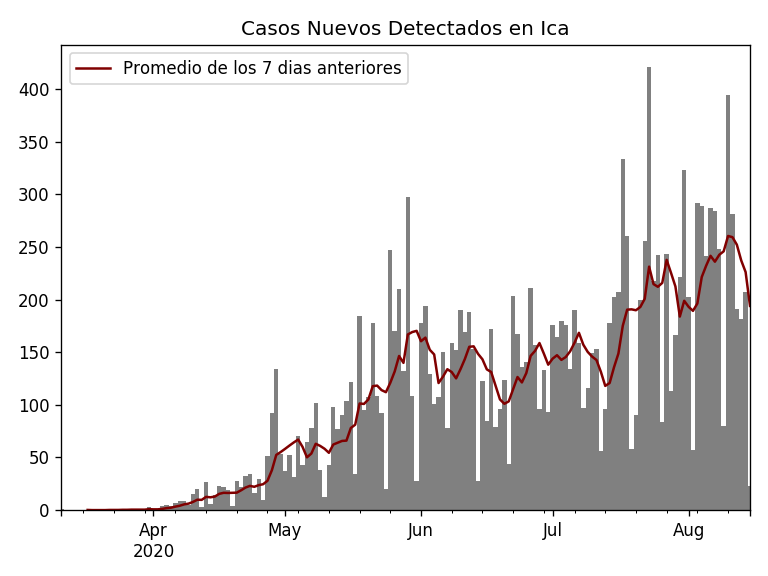 Casos Nuevos Detectados en Ica
Promedio de los 7 dias anteriores
400
350
300
250
200
150
100
50
0
Apr
2020
May
Jun
Jul
Aug